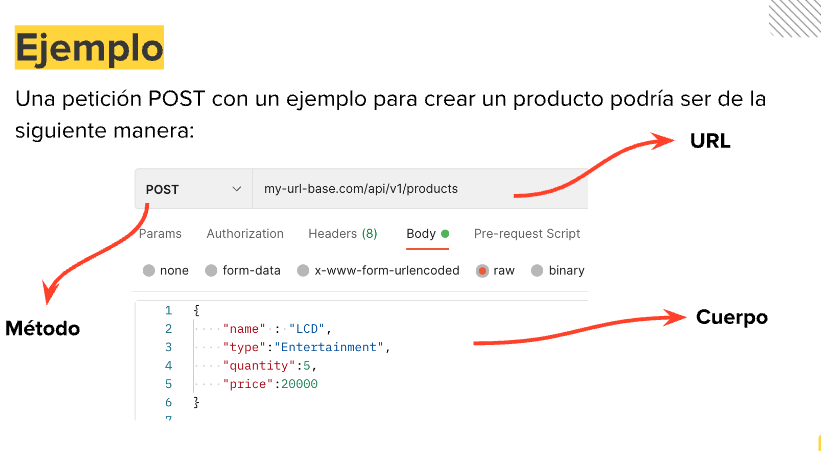 Ejemplo
Una petición POST con un ejemplo para crear un producto podría ser de la
siguiente manera:
URL
POST
my-url-base.com/api/v1/products
Params Authorization Headers (8) Body Pre-request Script
none form-data x-www-form-urlencoded raw binary
Método
Cuerpo
1 {
2 "name" : "LCD",
3 "type":"Entertainment",
4 "quantity":5,
5 "price":20000
6 }
7